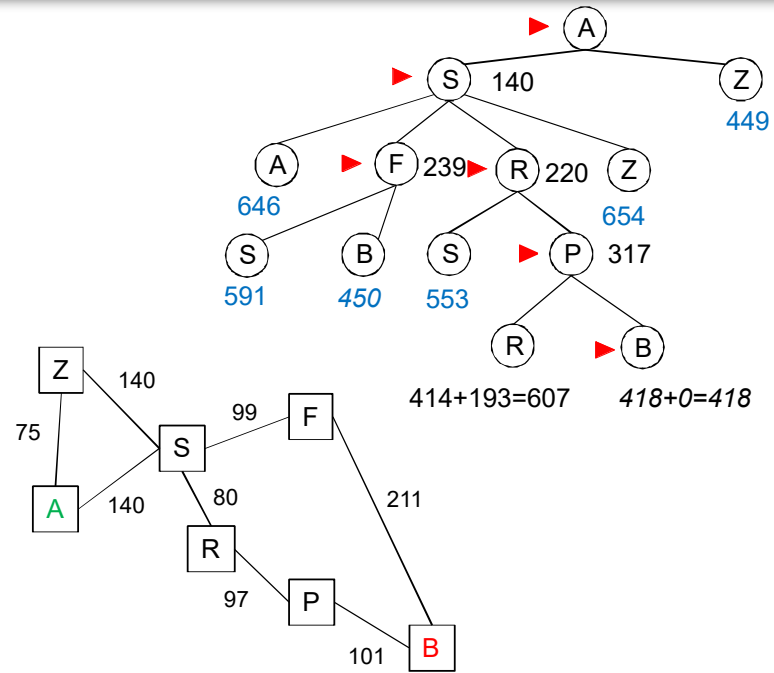 A
S 140 Z
449
A F 239 R 220 Z
646 654
S B S P 317
591 450 553
R B
414+193=607 418+0=418
Z 140
99 F
75 S
A 140 80 211
R
97 P
101 B